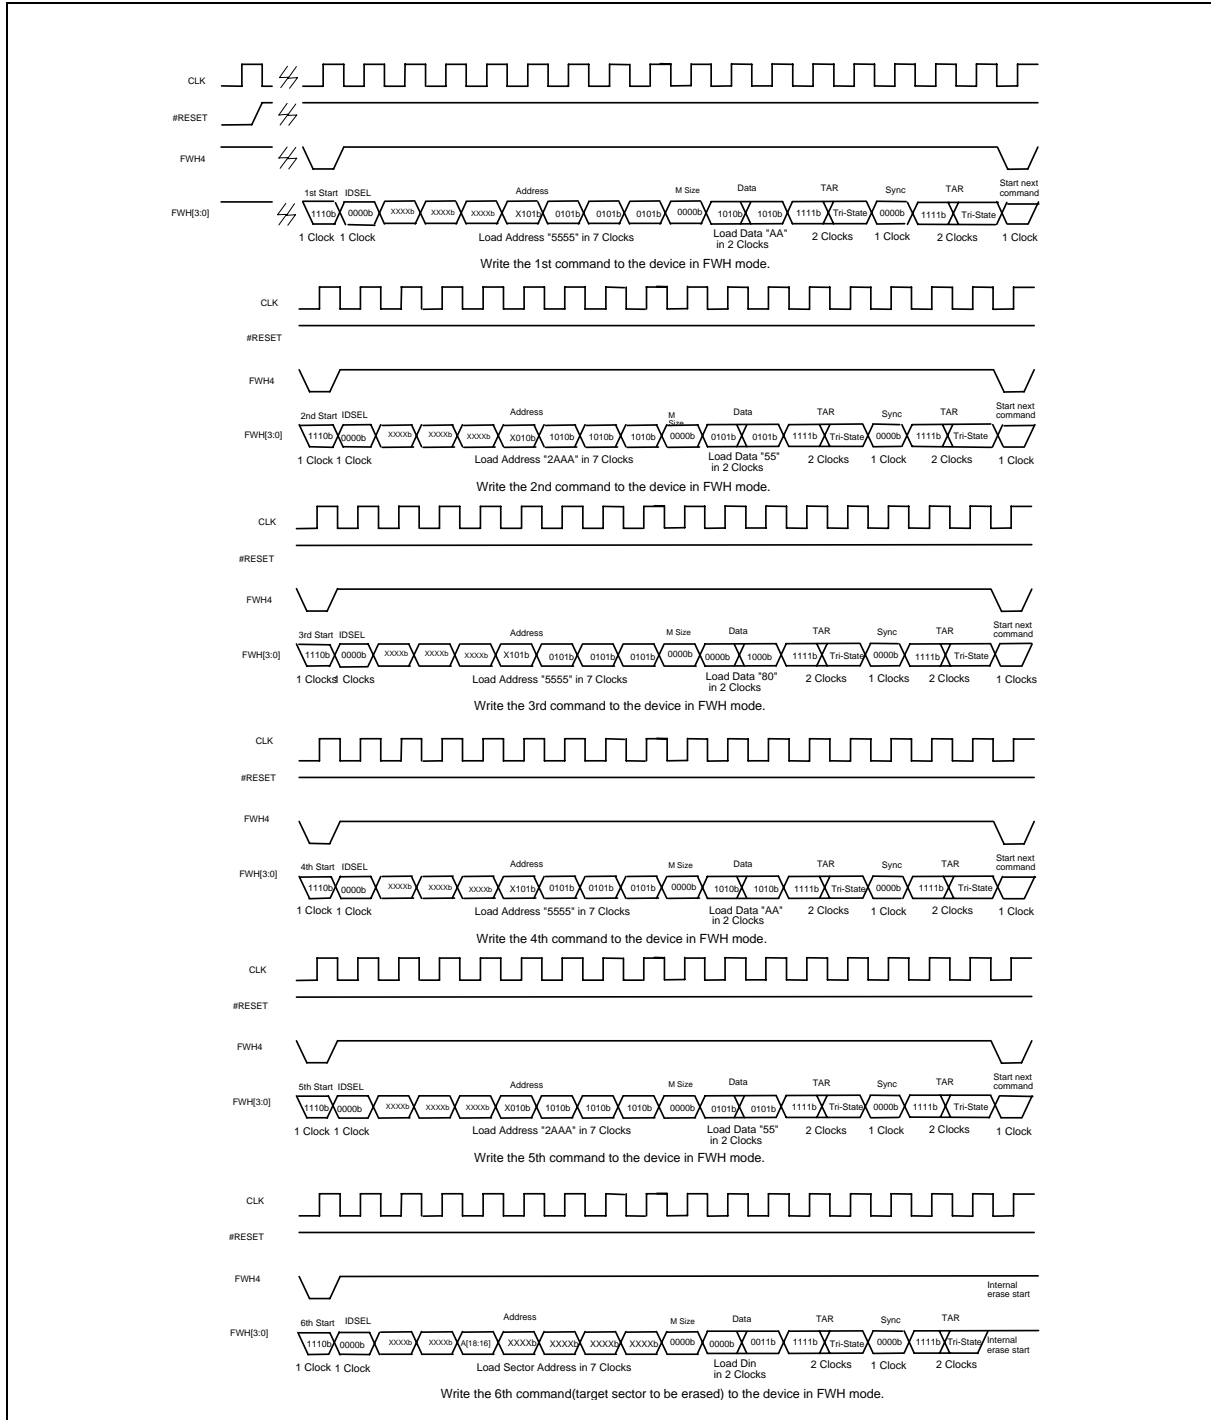 CLK
#RESET
FWH4
1st Start IDSEL Address M Size Data TAR Sync TAR Start next command
FWH[3:0] 1110b 0000b XXXXb XXXXb XXXXb X101b 0101b 0101b 0101b 0000b 1010b 1010b 1111b Tri-State 0000b 1111b Tri-State
1 Clock 1 Clock Load Address "5555" in 7 Clocks Load Data "AA" in 2 Clocks 2 Clocks 1 Clock 2 Clocks 1 Clock
Write the 1st command to the device in FWH mode.
CLK
#RESET
FWH4
2nd Start IDSEL Address M Size Data TAR Sync TAR Start next command
FWH[3:0] 1110b 0000b XXXXb XXXXb XXXXb X010b 1010b 1010b 1010b 0000b 0101b 0101b 1111b Tri-State 0000b 1111b Tri-State
1 Clock 1 Clock Load Address "2AAA" in 7 Clocks Load Data "55" in 2 Clocks 2 Clocks 1 Clock 2 Clocks 1 Clock
Write the 2nd command to the device in FWH mode.
CLK
#RESET
FWH4
3rd Start IDSEL Address M Size Data TAR Sync TAR Start next command
FWH[3:0] 1110b 0000b XXXXb XXXXb XXXXb X101b 0101b 0101b 0101b 0000b 0000b 1000b 1111b Tri-State 0000b 1111b Tri-State
1 Clocks 1 Clocks Load Address "5555" in 7 Clocks Load Data "80" in 2 Clocks 2 Clocks 1 Clocks 2 Clocks 1 Clocks
Write the 3rd command to the device in FWH mode.
CLK
#RESET
FWH4
4th Start IDSEL Address M Size Data TAR Sync TAR Start next command
FWH[3:0] 1110b 0000b XXXXb XXXXb XXXXb X101b 0101b 0101b 0101b 0000b 1010b 1010b 1111b Tri-State 0000b 1111b Tri-State
1 Clock 1 Clock Load Address "5555" in 7 Clocks Load Data "AA" in 2 Clocks 2 Clocks 1 Clock 2 Clocks 1 Clock
Write the 4th command to the device in FWH mode.
CLK
#RESET
FWH4
5th Start IDSEL Address M Size Data TAR Sync TAR Start next command
FWH[3:0] 1110b 0000b XXXXb XXXXb XXXXb X010b 1010b 1010b 1010b 0000b 0101b 0101b 1111b Tri-State 0000b 1111b Tri-State
1 Clock 1 Clock Load Address "2AAA" in 7 Clocks Load Data "55" in 2 Clocks 2 Clocks 1 Clock 2 Clocks 1 Clock
Write the 5th command to the device in FWH mode.
CLK
#RESET
FWH4 Internal erase start
6th Start IDSEL Address M Size Data TAR Sync TAR
FWH[3:0] 1110b 0000b XXXXb XXXXb A[18:16] XXXXb XXXXb XXXXb XXXXb 0000b 0000b 0011b 1111b Tri-State 0000b 1111b Tri-State Internal erase start
1 Clock 1 Clock Load Sector Address in 7 Clocks Load Din in 2 Clocks 2 Clocks 1 Clock 2 Clocks
Write the 6th command(target sector to be erased) to the device in FWH mode.